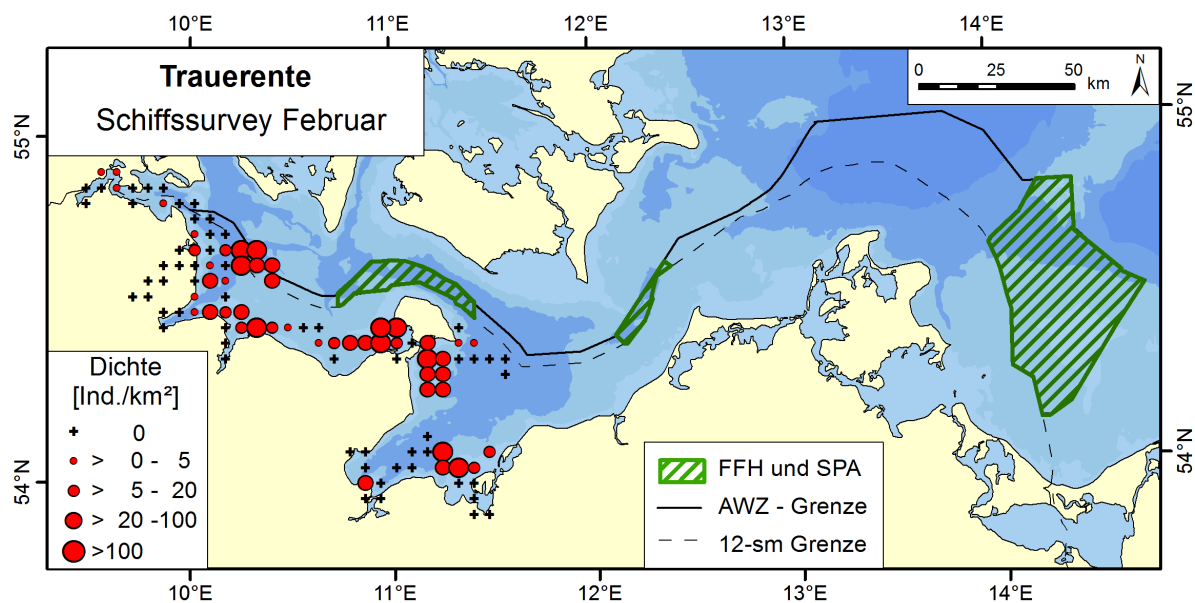 10°E 11°E 12°E 13°E 14°E
Trauerente
Schiffssurvey Februar
0 25 50
km
N
55°N 55°N
Dichte
[Ind./km²]
0
> 0 - 5
> 5 - 20
> 20 -100
>100
54°N 54°N
FFH und SPA
AWZ - Grenze
12-sm Grenze
10°E 11°E 12°E 13°E 14°E